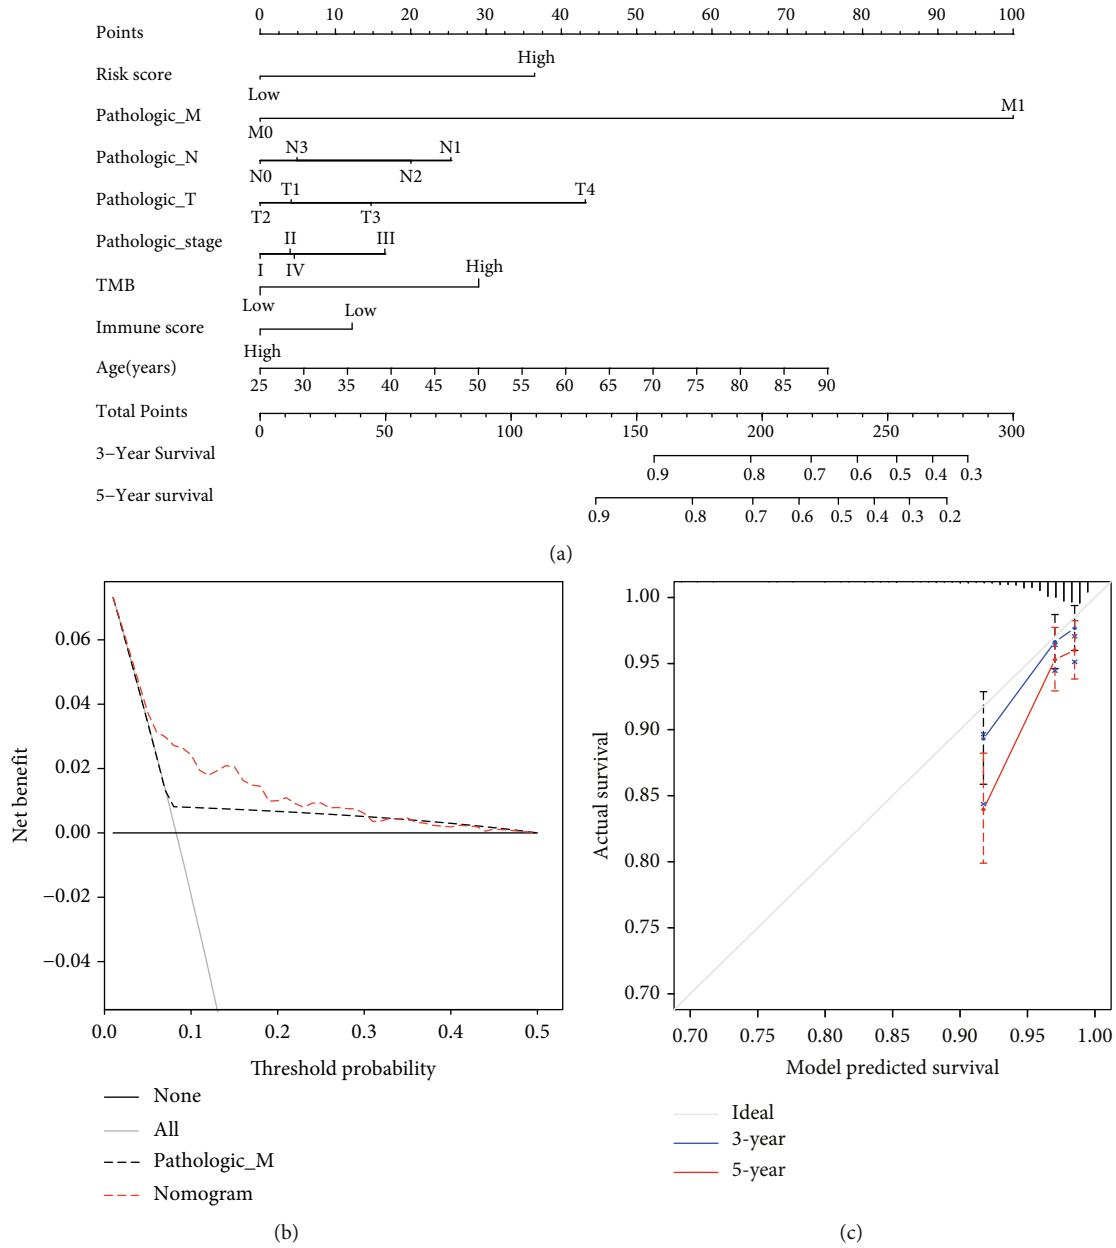 0 10 20 30 40 50 60 70 80 90 100
Points
High
Risk score
Low
M1
Pathologic_M
M0
N3 N1
Pathologic_N
N0 N2
T1 T4
Pathologic_T
T2 T3
II III
Pathologic_stage
I IV
High
TMB
Low
Low
Immune score
High
Age(years)
25 30 35 40 45 50 55 60 65 70 75 80 85 90
Total Points
0 50 100 150 200 250 300
3−Year Survival
0.9 0.8 0.7 0.6 0.5 0.4 0.3
5−Year survival
0.9 0.8 0.7 0.6 0.5 0.4 0.3 0.2
(a)
Net benefit
0.06
0.04
0.02
0.00
−0.02
−0.04
0.0 0.1 0.2 0.3 0.4 0.5
Threshold probability
None
All
Pathologic_M
Nomogram
(b)
Actual survival
1.00
0.95
0.90
0.85
0.80
0.75
0.70
0.70 0.75 0.80 0.85 0.90 0.95 1.00
Model predicted survival
Ideal
3-year
5-year
(c)